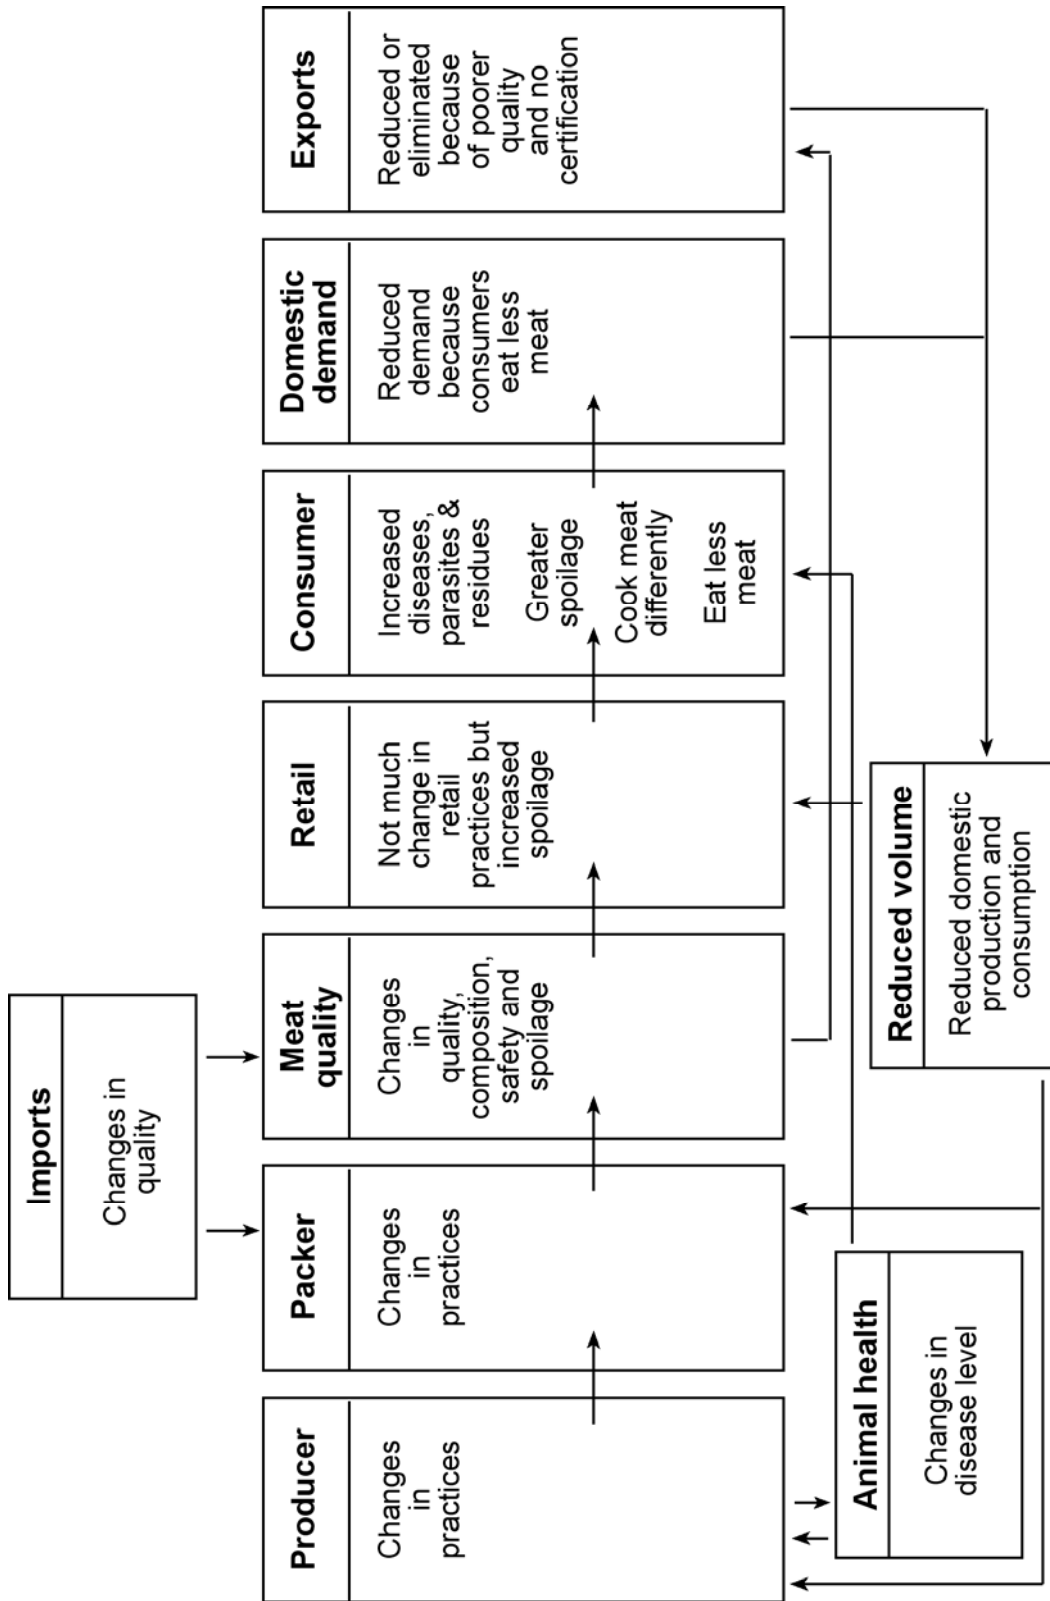 Imports
Changes in
quality
Producer
Changes
in
practices
Packer
Changes
in
practices
Meat
quality
Changes
in
quality,
composition,
safety and
spoilage
Retail
Not much
change in
retail
practices but
increased
spoilage
Consumer
Increased
diseases,
parasites &
residues
Greater
spoilage
Cook meat
differently
Eat less
meat
Domestic
demand
Reduced
demand
because
consumers
eat less
meat
Exports
Reduced or
eliminated
because
of poorer
quality
and no
certification
Animal health
Changes in
disease level
Reduced volume
Reduced domestic
production and
consumption